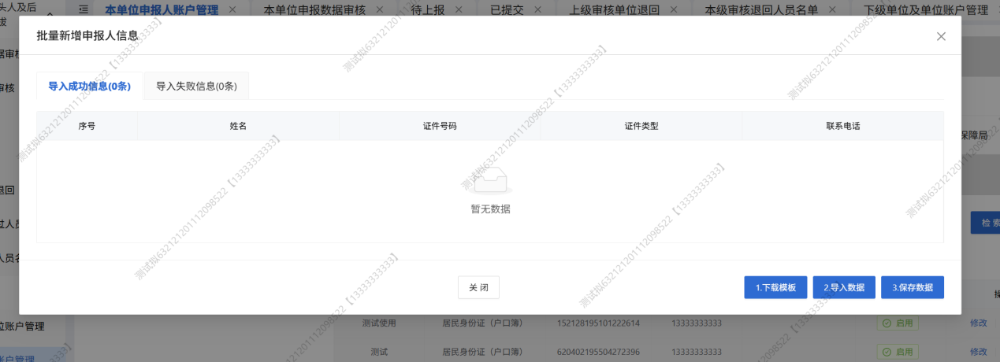 头人及后
拔
本单位申报人账户管理 × 本单位申报数据审核 × 待上报 × 已提交 × 上级审核单位退回 × 本级审核退回人员名单 × 下级单位及单位账户管理
批量新增申报人信息
导入成功信息(0条) 导入失败信息(0条)
序号 姓名 证件号码 证件类型 联系电话
暂无数据
关 闭 1.下载模板 2.导入数据 3.保存数据
据审核
审核
退回
过人员
人员名
位账户管理
账户管理
保障局
检 索
测试使用 居民身份证（户口簿） 152128195101222614 13333333333 启用 修改
测试 居民身份证（户口簿） 620402195504272396 13333333333 启用 修改
测试拟632121201112098522【13333333333】